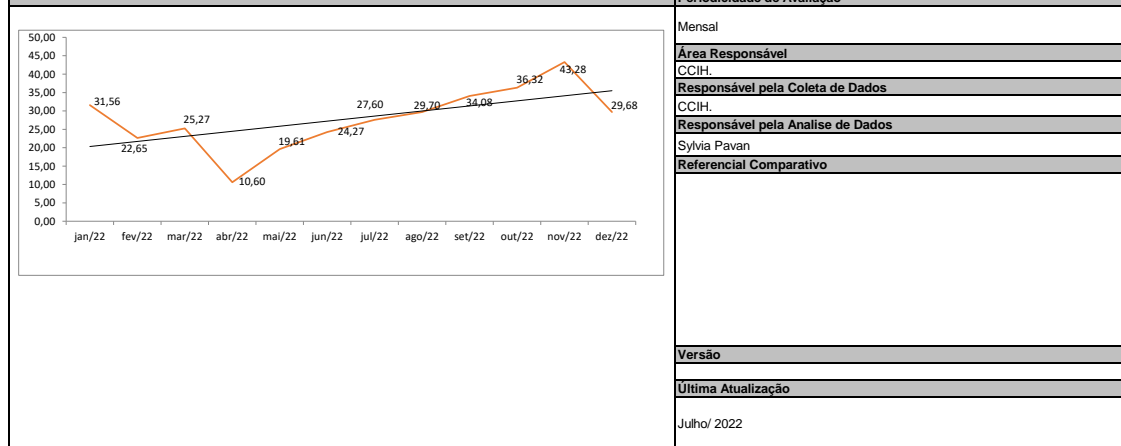 Periodicidade de Avaliação
Mensal
Área Responsável
CCIH.
Responsável pela Coleta de Dados
CCIH.
Responsável pela Analise de Dados
Sylvia Pavan
Referencial Comparativo
Versão
Última Atualização
Julho/ 2022
50,00
45,00
40,00
35,00
30,00
25,00
20,00
15,00
10,00
5,00
0,00
31,56
22,65
25,27
10,60
19,61
24,27
27,60
29,70
34,08
36,32
43,28
29,68
jan/22 fev/22 mar/22 abr/22 mai/22 jun/22 jul/22 ago/22 set/22 out/22 nov/22 dez/22